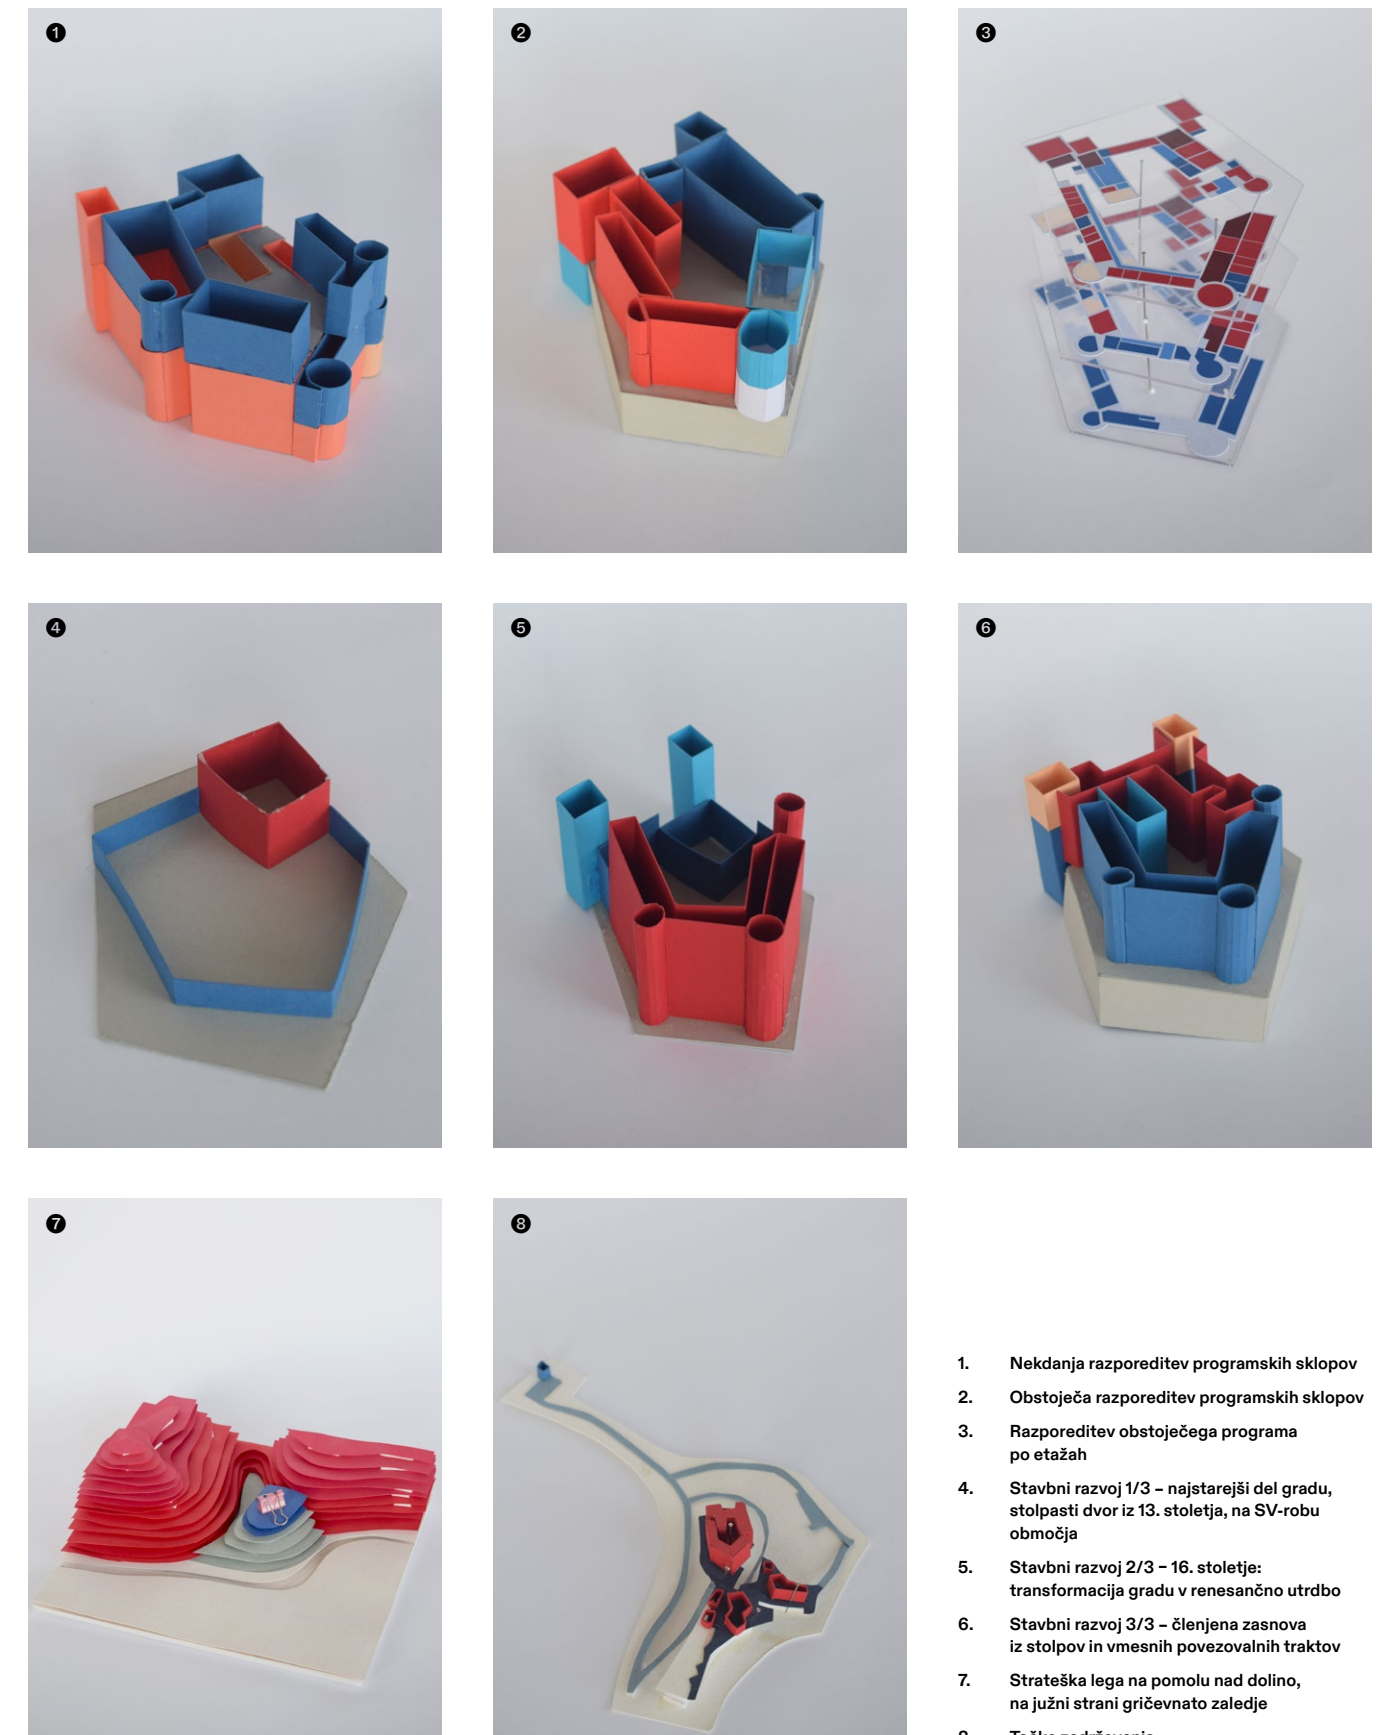 1
2
3
4
5
6
7
8
1. Nekdanja razporeditev programskih sklopov
2. Obstoječa razporeditev programskih sklopov
3. Razporeditev obstoječega programa
po etažah
4. Stavbni razvoj 1/3 – najstarejši del gradu,
stolpasti dvor iz 13. stoletja, na SV-robu
območja
5. Stavbni razvoj 2/3 – 16. stoletje:
transformacija gradu v renesančno utrdbo
6. Stavbni razvoj 3/3 – členjena zasnova
iz stolpov in vmesnih povezovalnih traktov
7. Strateška lega na pomolu nad dolino,
na južni strani gričevnato zaledje